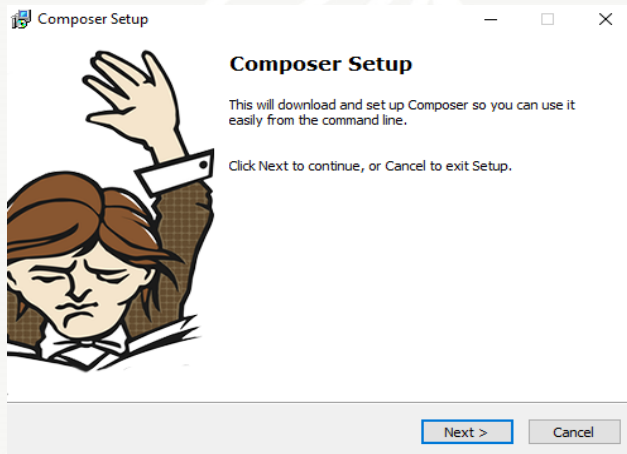 Composer Setup
Composer Setup
This will download and set up Composer so you can use it
easily from the command line.
Click Next to continue, or Cancel to exit Setup.
Next >
Cancel